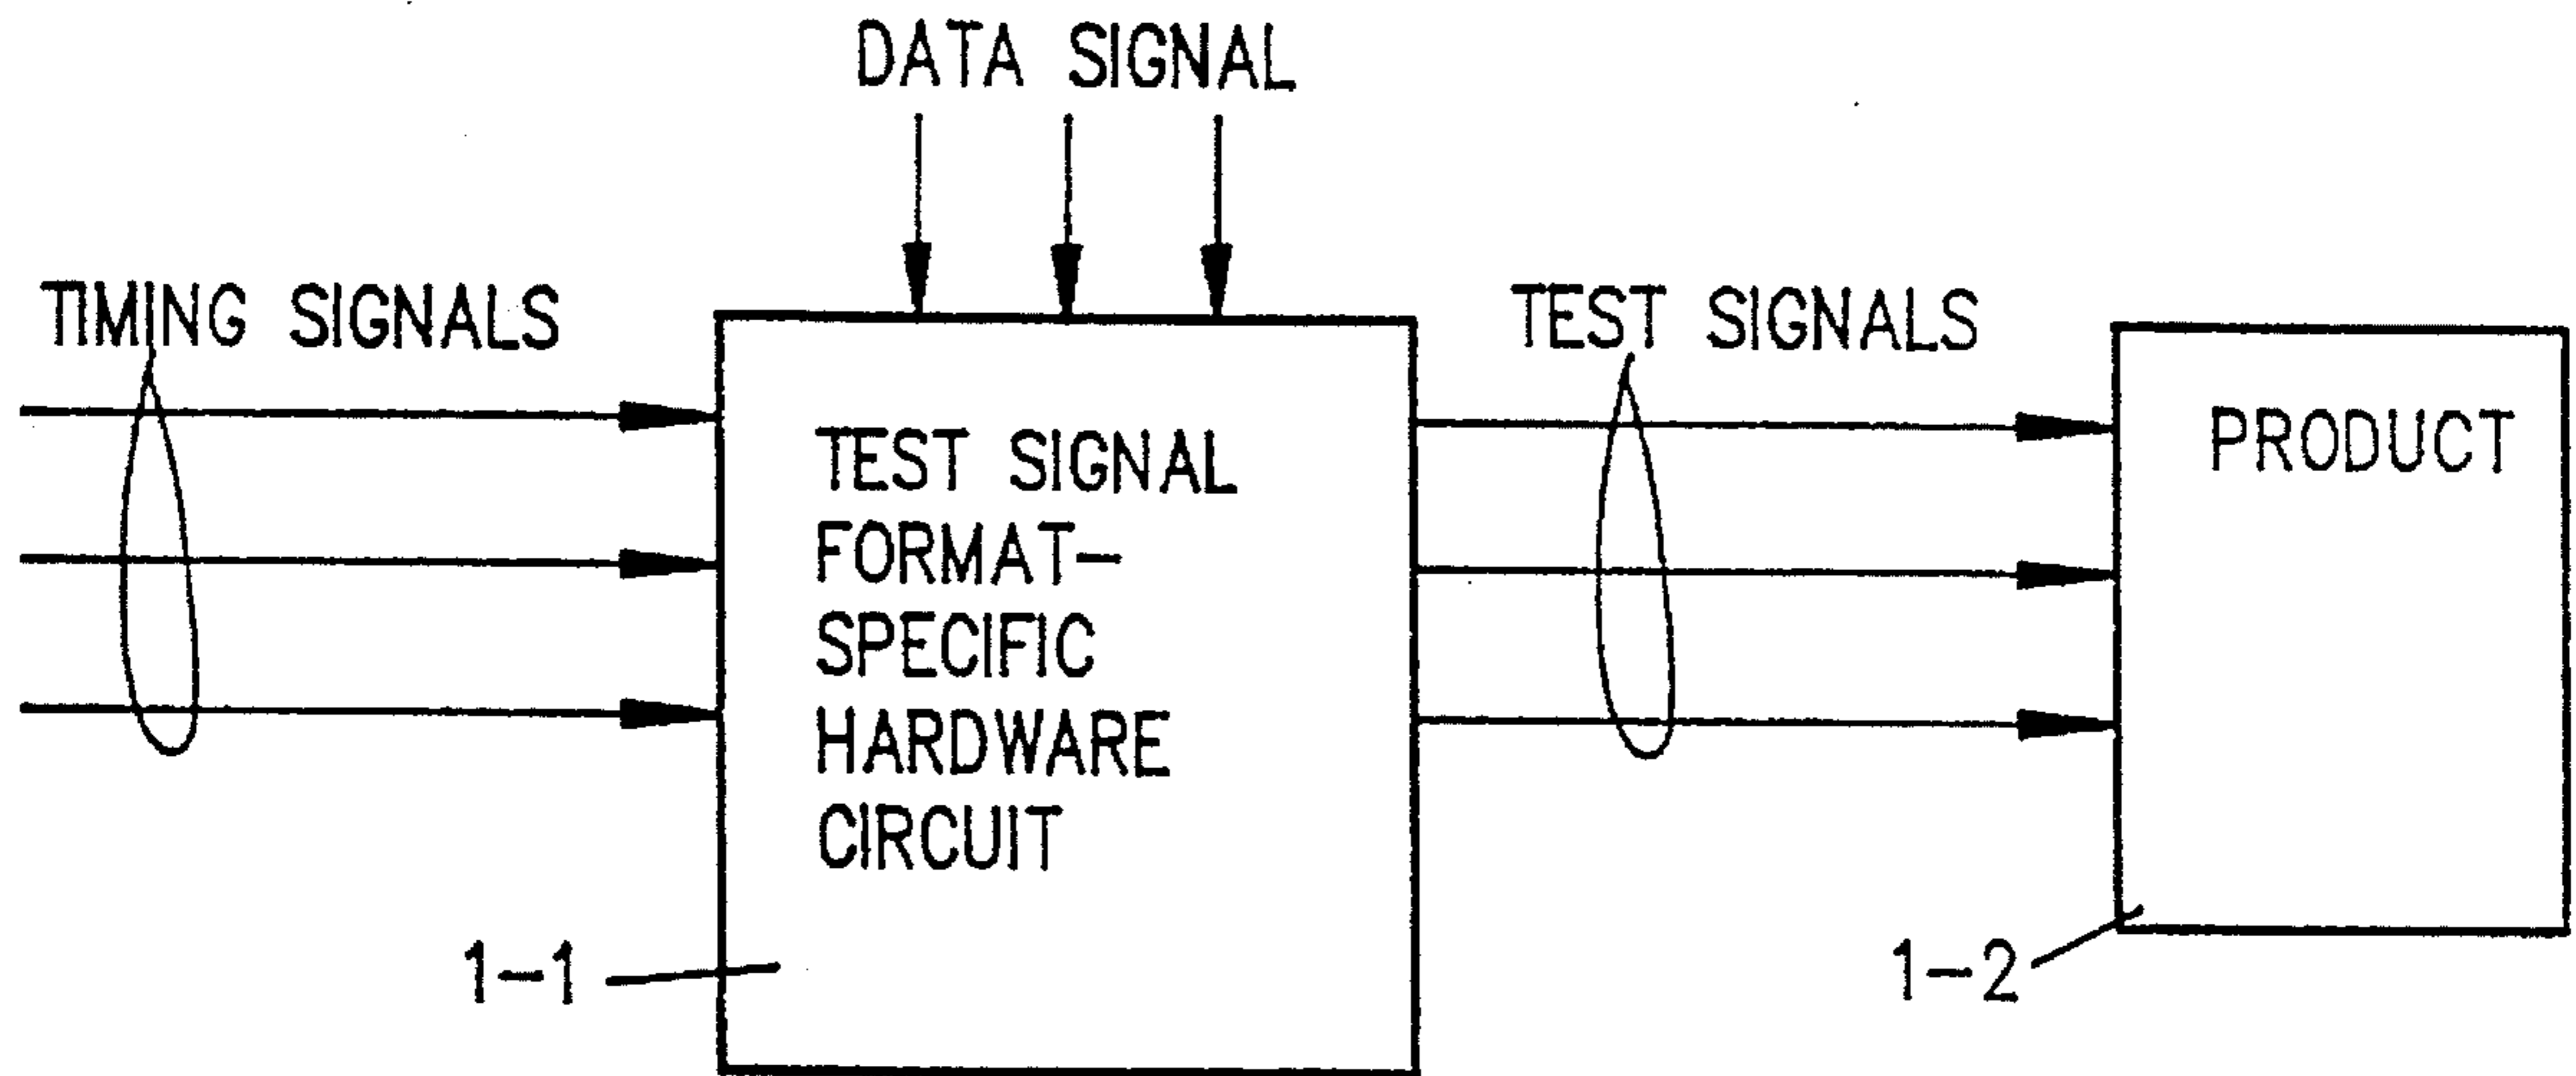 DATA SIGNAL
TIMING SIGNALS
TEST SIGNALS
TEST SIGNAL
FORMAT-
SPECIFIC
HARDWARE
CIRCUIT
PRODUCT
1-1
1-2